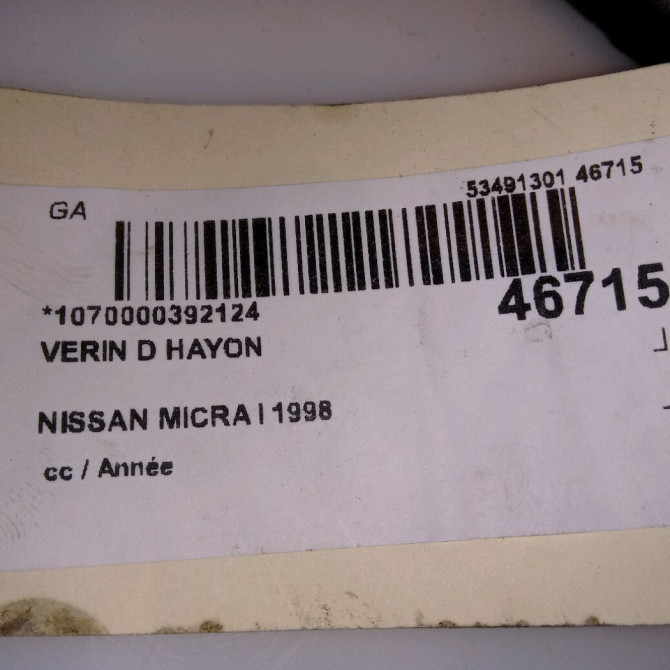 GA
53491301 46715
*1070000392124
46715
VERIN D HAYON
NISSAN MICRA I 1998
cc / Année